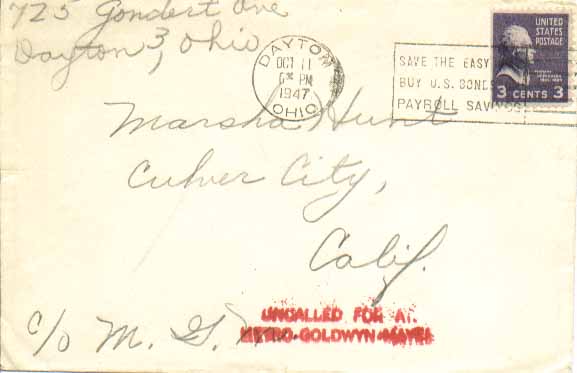 725 Gondert Ave
Dayton 3, Ohio
DAYTON
OCT 11
PM
1947
OHIO
SAVE THE EASY
BUY U.S. BONDS
PAYROLL SAVINGS
UNITED
STATES
POSTAGE
3 CENTS 3
Marsha Hunt
Culver City,
Calif.
c/o M. G. M.
UNCALLED FOR AT
METRO-GOLDWYN-MAYER